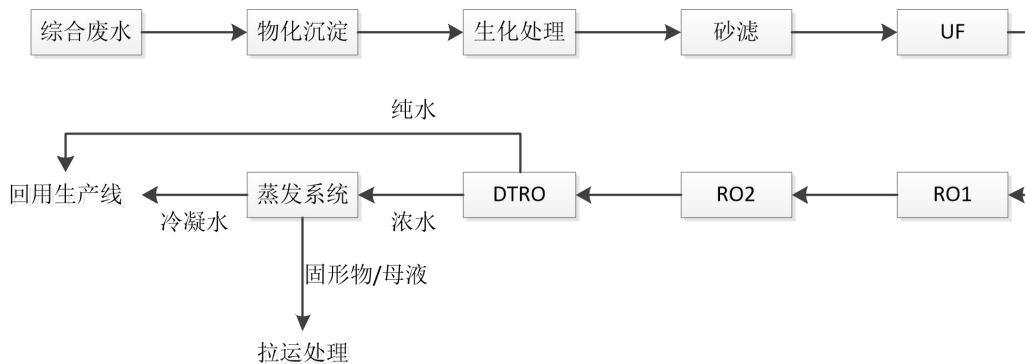 综合废水
物化沉淀
生化处理
砂滤
UF
纯水
回用生产线
蒸发系统
DTRO
RO2
RO1
冷凝水
浓水
固形物/母液
拉运处理